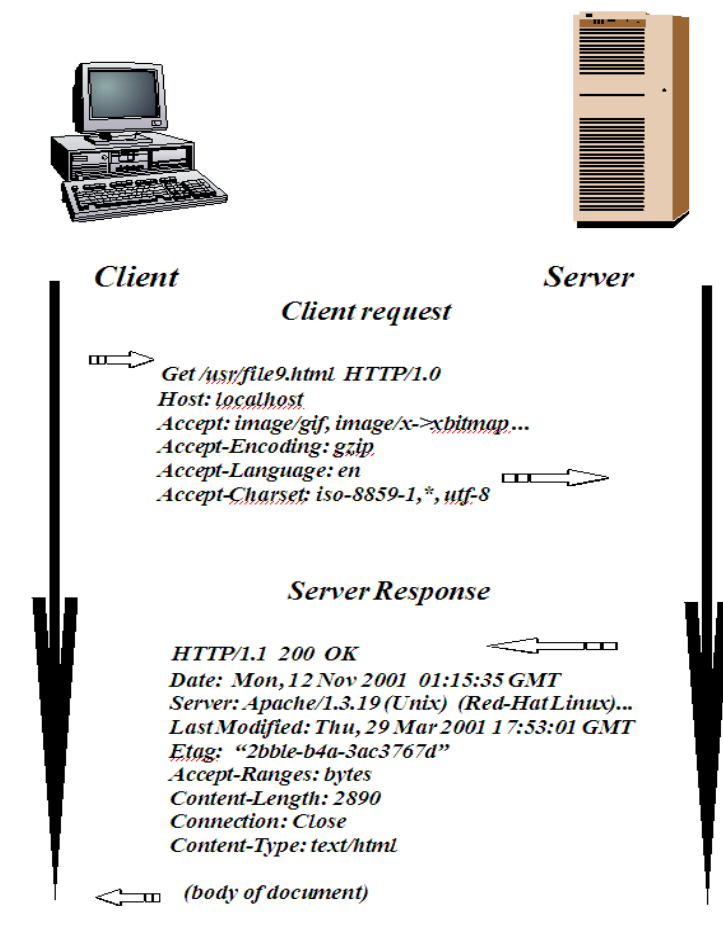 Client
Server
Client request
Get /usr/file9.html HTTP/1.0
Host: localhost
Accept: image/gif, image/x->xbitmap...
Accept-Encoding: gzip
Accept-Language: en
Accept-Charset: iso-8859-1,*, utf-8
Server Response
HTTP/1.1 200 OK
Date: Mon, 12 Nov 2001 01:15:35 GMT
Server: Apache/1.3.19 (Unix) (Red-Hat Linux)...
Last Modified: Thu, 29 Mar 2001 17:53:01 GMT
Etag: “2bble-b4a-3ac3767d”
Accept-Ranges: bytes
Content-Length: 2890
Connection: Close
Content-Type: text/html
(body of document)